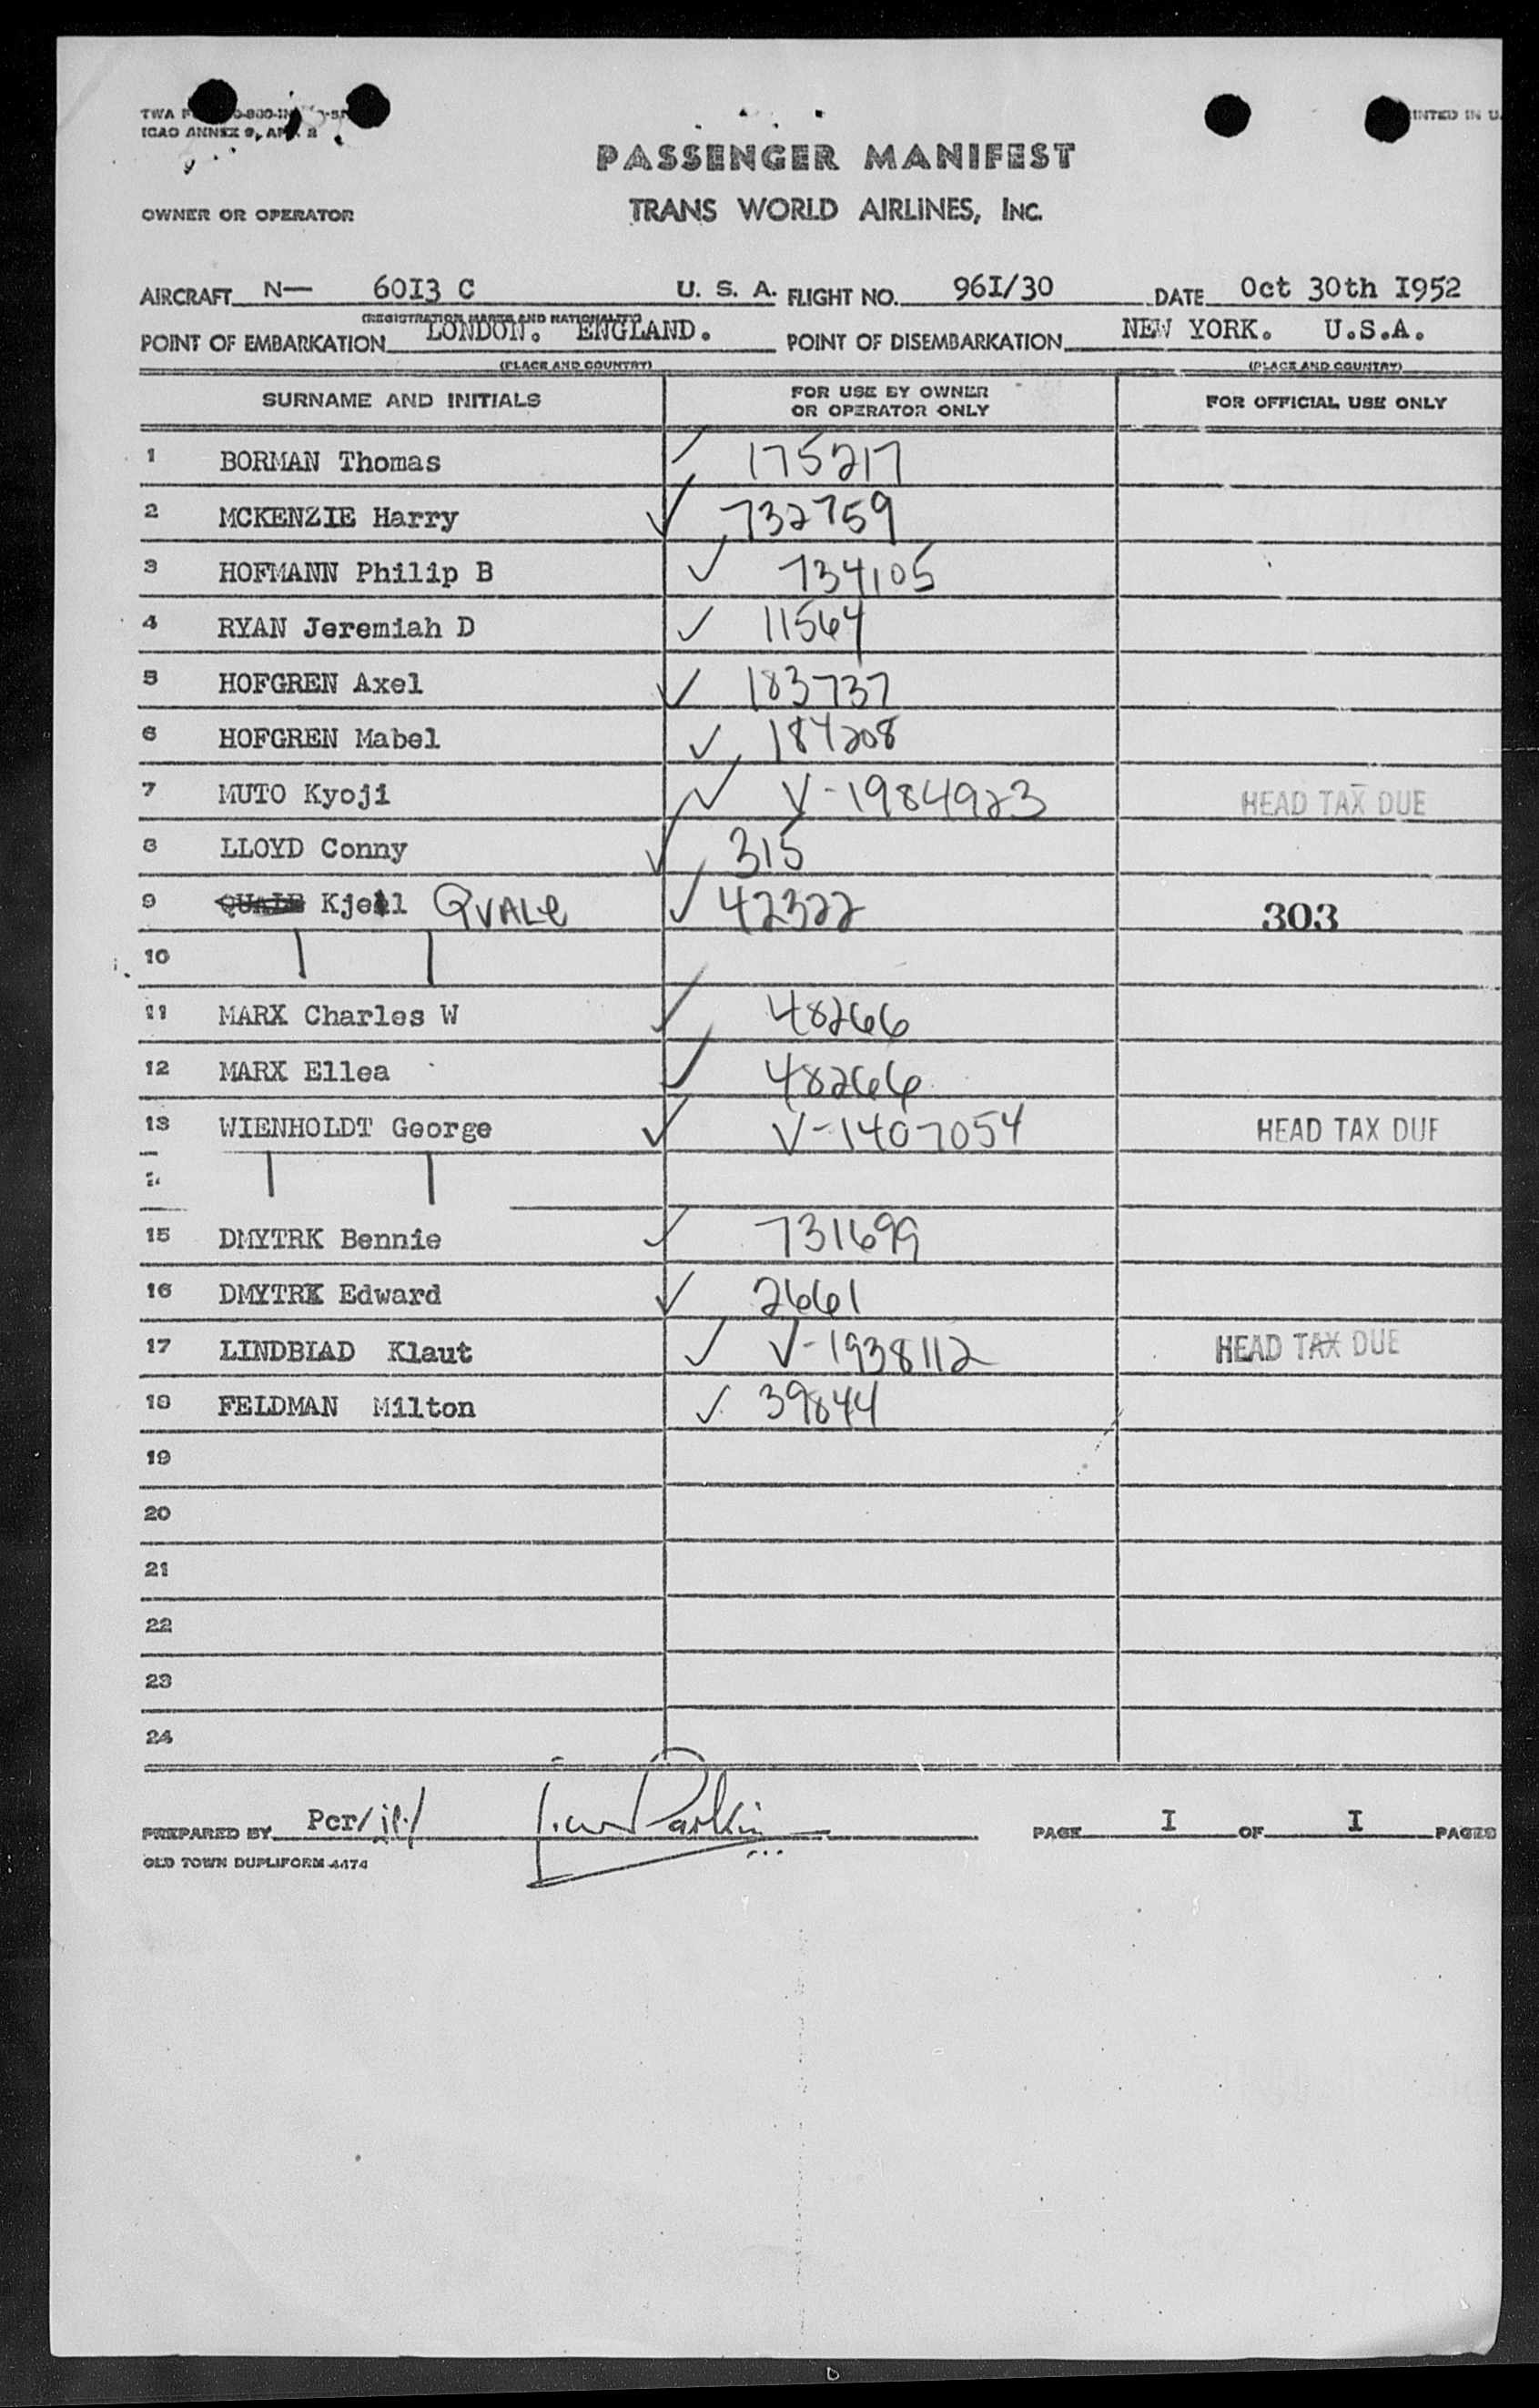 ICAO ANNEX 9, AP. 2
PASSENGER MANIFEST
OWNER OR OPERATOR TRANS WORLD AIRLINES, INC.
AIRCRAFT N— 60I3 C U. S. A. FLIGHT NO. 96I/30 DATE Oct 30th I952
(REGISTRATION MARKS AND NATIONALITY)
POINT OF EMBARKATION LONDON. ENGLAND. POINT OF DISEMBARKATION NEW YORK. U.S.A.
(PLACE AND COUNTRY) (PLACE AND COUNTRY)
SURNAME AND INITIALS FOR USE BY OWNER OR OPERATOR ONLY FOR OFFICIAL USE ONLY
1 BORMAN Thomas ✓ 175217
2 MCKENZIE Harry ✓ 732759
3 HOFMANN Philip B ✓ 734105
4 RYAN Jeremiah D ✓ 11564
5 HOFGREN Axel ✓ 183737
6 HOFGREN Mabel ✓ 184208
7 MUTO Kyoji ✓ V-1984923 HEAD TAX DUE
8 LLOYD Conny ✓ 315
9 QUALE Kjell QVALe ✓ 42322 303
10
11 MARX Charles W ✓ 48266
12 MARX Ellea ✓ 48266
13 WIENHOLDT George ✓ V-1407054 HEAD TAX DUE
14
15 DMYTRK Bennie ✓ 731699
16 DMYTRK Edward ✓ 2661
17 LINDBIAD Klaut ✓ V-1938112 HEAD TAX DUE
18 FELDMAN Milton ✓ 39844
19
20
21
22
23
24
PREPARED BY PAGE I OF I PAGES
OLD TOWN DUPLIFORM 4474